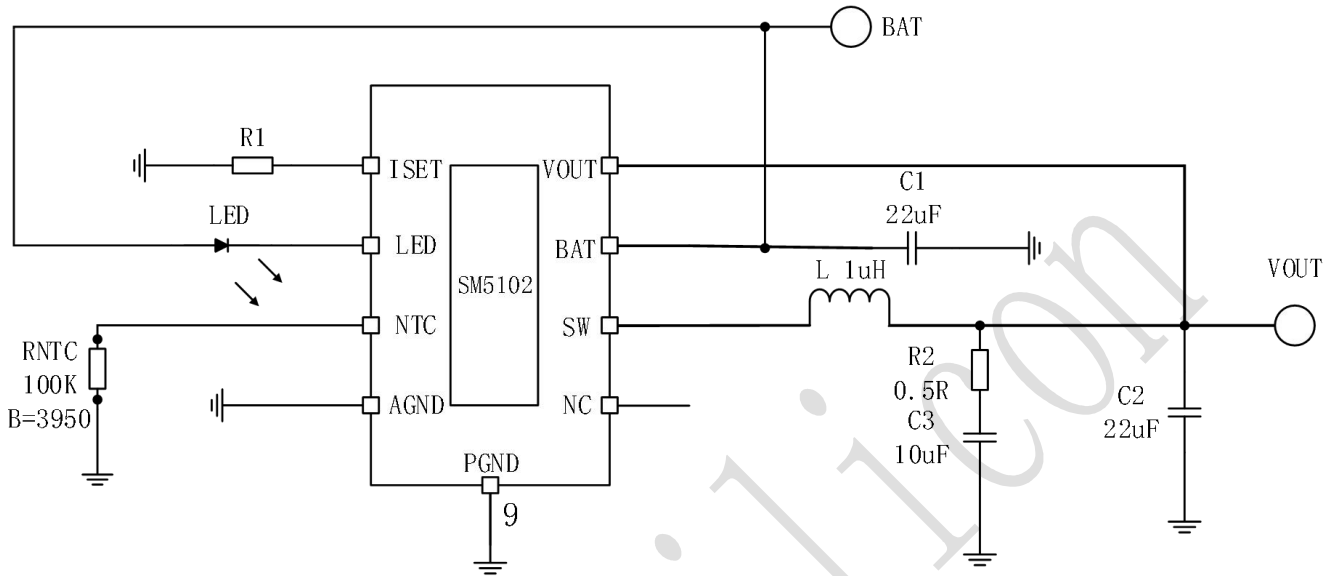 BAT
R1
ISET
VOUT
C1
22uF
LED
LED
BAT
SM5102
L 1uH
VOUT
NTC
SW
RNTC
100K
B=3950
R2
0.5R
C3
10uF
AGND
NC
C2
22uF
PGND
9
ilicon